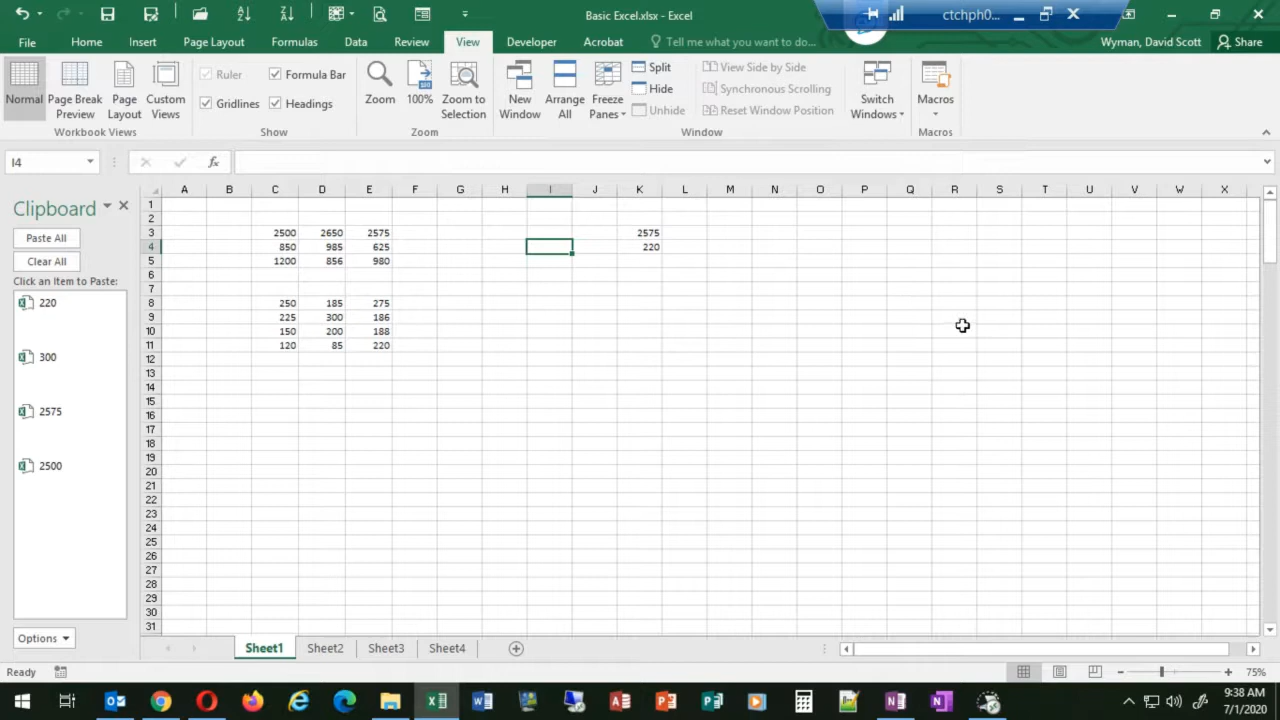 Basic Excel.xlsx - Excel
ctchph0...
File Home Insert Page Layout Formulas Data Review View Developer Acrobat Tell me what you want to do... Wyman, David Scott Share
Normal
Page Break
Preview
Page
Layout
Custom
Views
Workbook Views
Ruler
Formula Bar
Gridlines
Headings
Show
Zoom
100%
Zoom to
Selection
Zoom
New
Window
Arrange
All
Freeze
Panes
Split
Hide
Unhide
View Side by Side
Synchronous Scrolling
Reset Window Position
Window
Switch
Windows
Macros
Macros
I4
fx
Clipboard
Paste All
Clear All
Click an Item to Paste:
220
300
2575
2500
Options
A B C D E F G H I J K L M N O P Q R S T U V W X
1
2
3 2500 2650 2575 2575
4 850 985 625 220
5 1200 856 980
6
7
8 250 185 275
9 225 300 186
10 150 200 188
11 120 85 220
12
13
14
15
16
17
18
19
20
21
22
23
24
25
26
27
28
29
30
31
Sheet1 Sheet2 Sheet3 Sheet4
Ready
75%
9:38 AM
7/1/2020